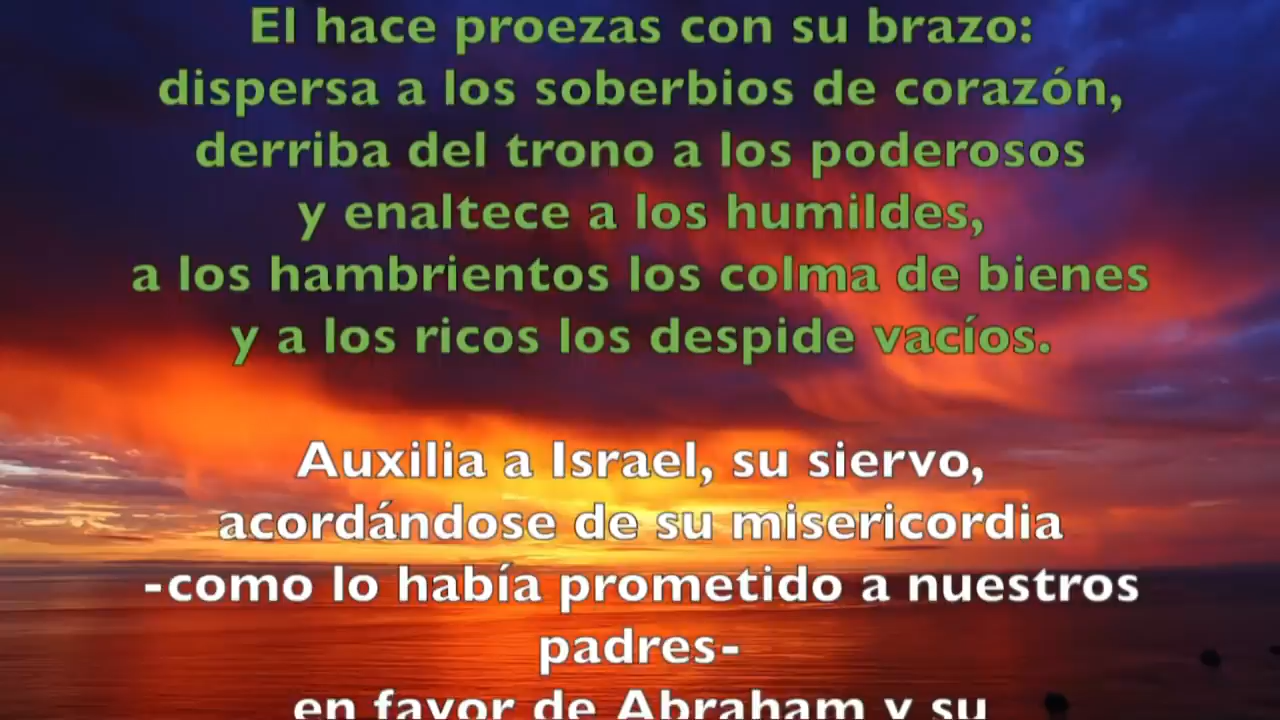 El hace proezas con su brazo:
dispersa a los soberbios de corazón,
derriba del trono a los poderosos
y enaltece a los humildes,
a los hambrientos los colma de bienes
y a los ricos los despide vacíos.
Auxilia a Israel, su siervo,
acordándose de su misericordia
-como lo había prometido a nuestros
padres-
en favor de Abraham y su